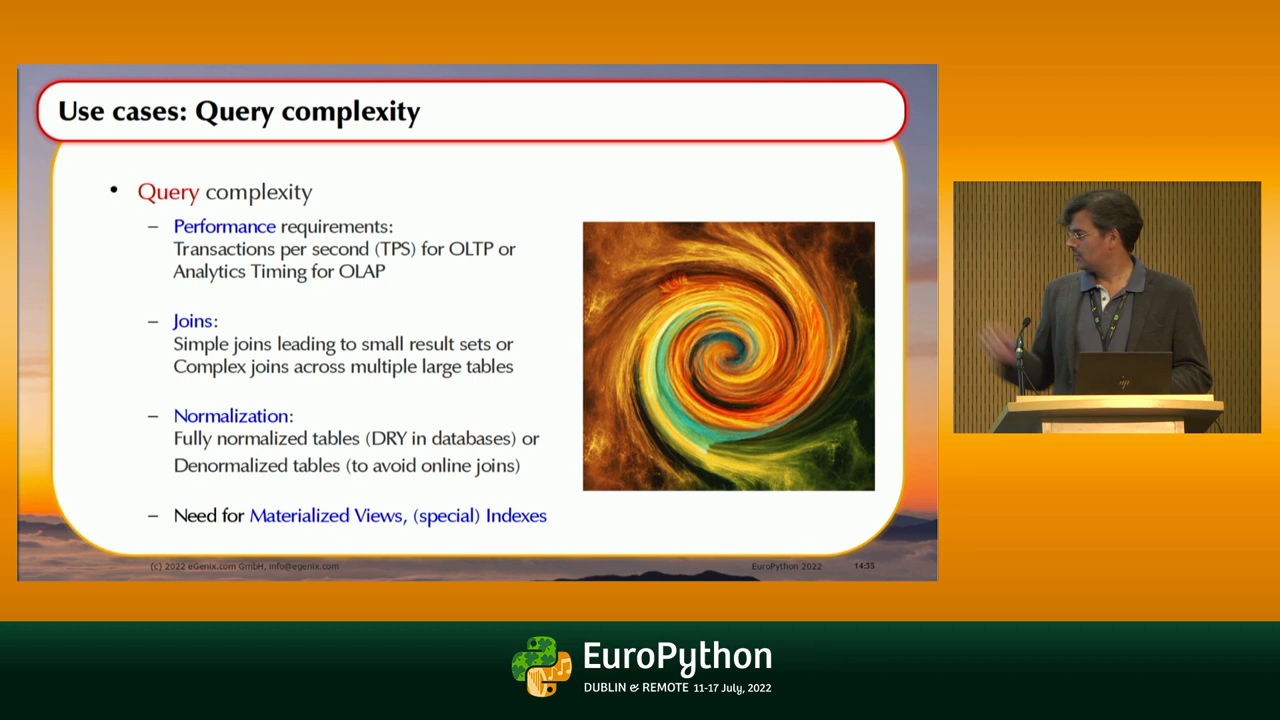 Use cases: Query complexity
• Query complexity
– Performance requirements:
Transactions per second (TPS) for OLTP or
Analytics Timing for OLAP
– Joins:
Simple joins leading to small result sets or
Complex joins across multiple large tables
– Normalization:
Fully normalized tables (DRY in databases) or
Denormalized tables (to avoid online joins)
– Need for Materialized Views, (special) Indexes
(c) 2022 eGenix.com GmbH, info@egenix.com
EuroPython 2022
14:35
hp
EuroPython
DUBLIN & REMOTE 11-17 July, 2022